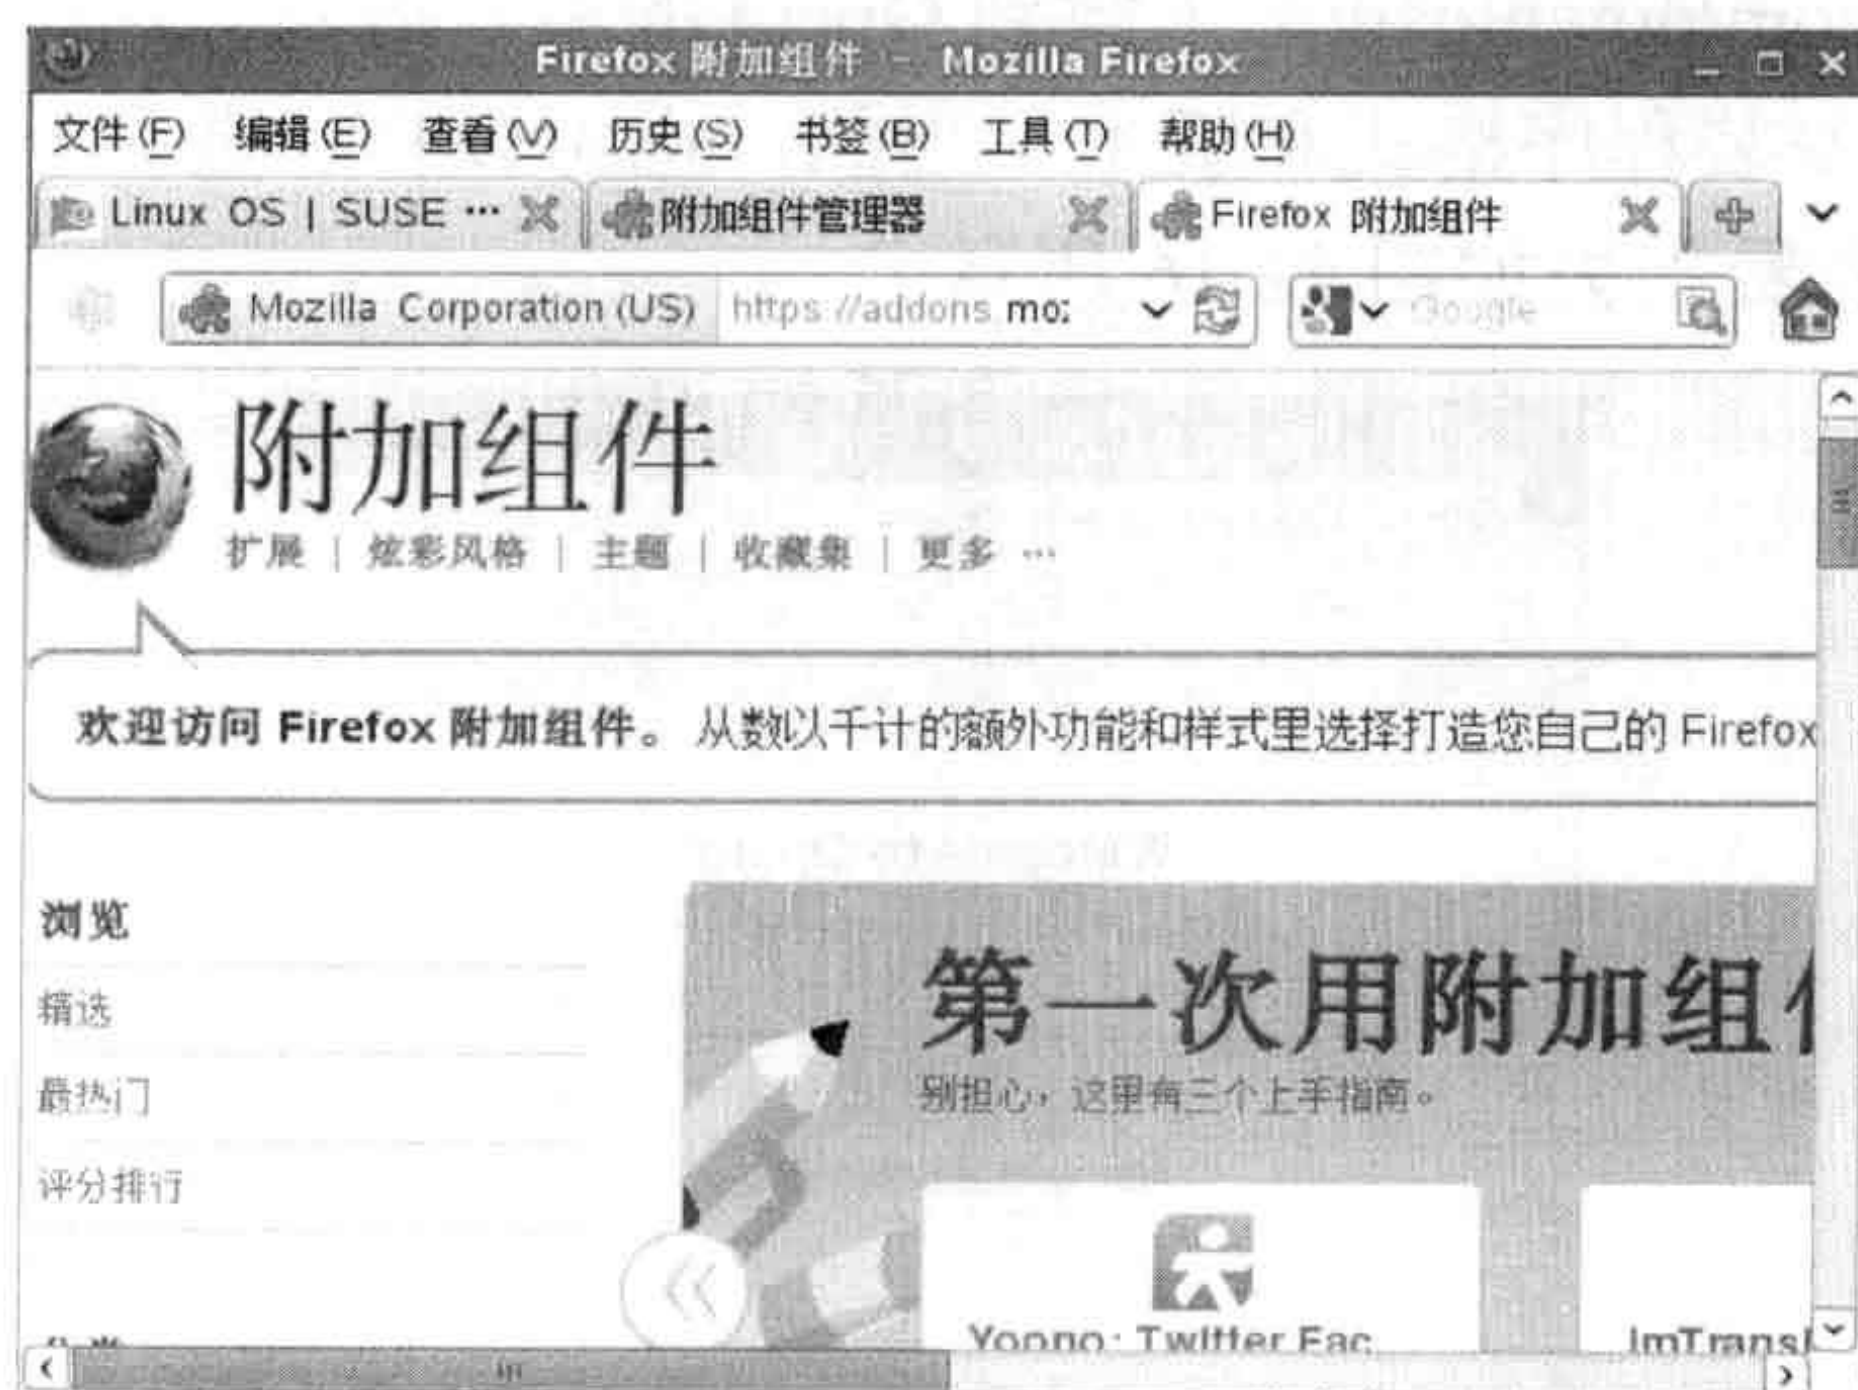 Firefox 附加组件 - Mozilla Firefox
文件(F) 编辑(E) 查看(V) 历史(S) 书签(B) 工具(T) 帮助(H)
Linux OS | SUSE ... 附加组件管理器 Firefox 附加组件
Mozilla Corporation (US) https://addons.moz Google
附加组件
扩展 | 炫彩风格 | 主题 | 收藏集 | 更多 ...
欢迎访问 Firefox 附加组件。 从数以千计的额外功能和样式里选择打造您自己的 Firefox
浏览
第一次用附加组件
精选
别担心，这里有三个上手指南。
最热门
评分排行
Yoono: Twitter Fac
ImTransl